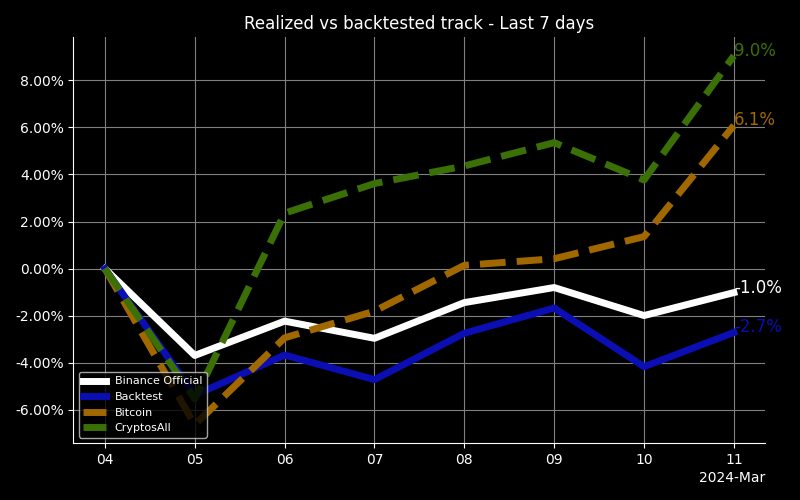 Realized vs backtested track - Last 7 days
9.0%
8.00%
6.1%
6.00%
4.00%
2.00%
0.00%
-1.0%
-2.00%
-2.7%
-4.00%
-6.00%
Binance Official
Backtest
Bitcoin
CryptosAll
04 05 06 07 08 09 10 11
2024-Mar